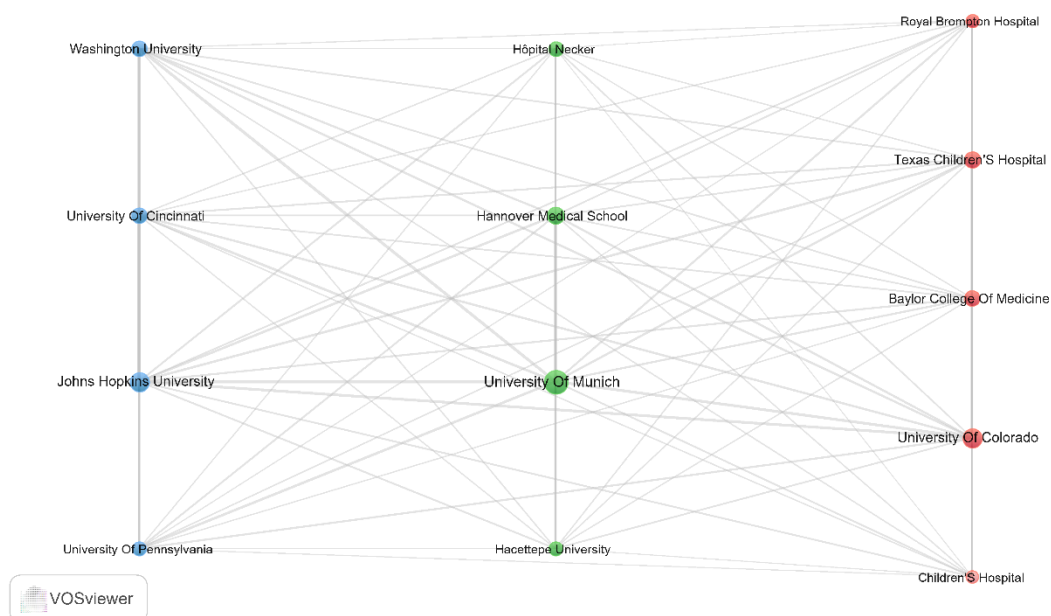 Royal Brompton Hospital
Washington University
Hôpital Necker
Texas Children'S Hospital
University Of Cincinnati
Hannover Medical School
Baylor College Of Medicine
Johns Hopkins University
University Of Munich
University Of Colorado
University Of Pennsylvania
Hacettepe University
Children'S Hospital
VOSviewer